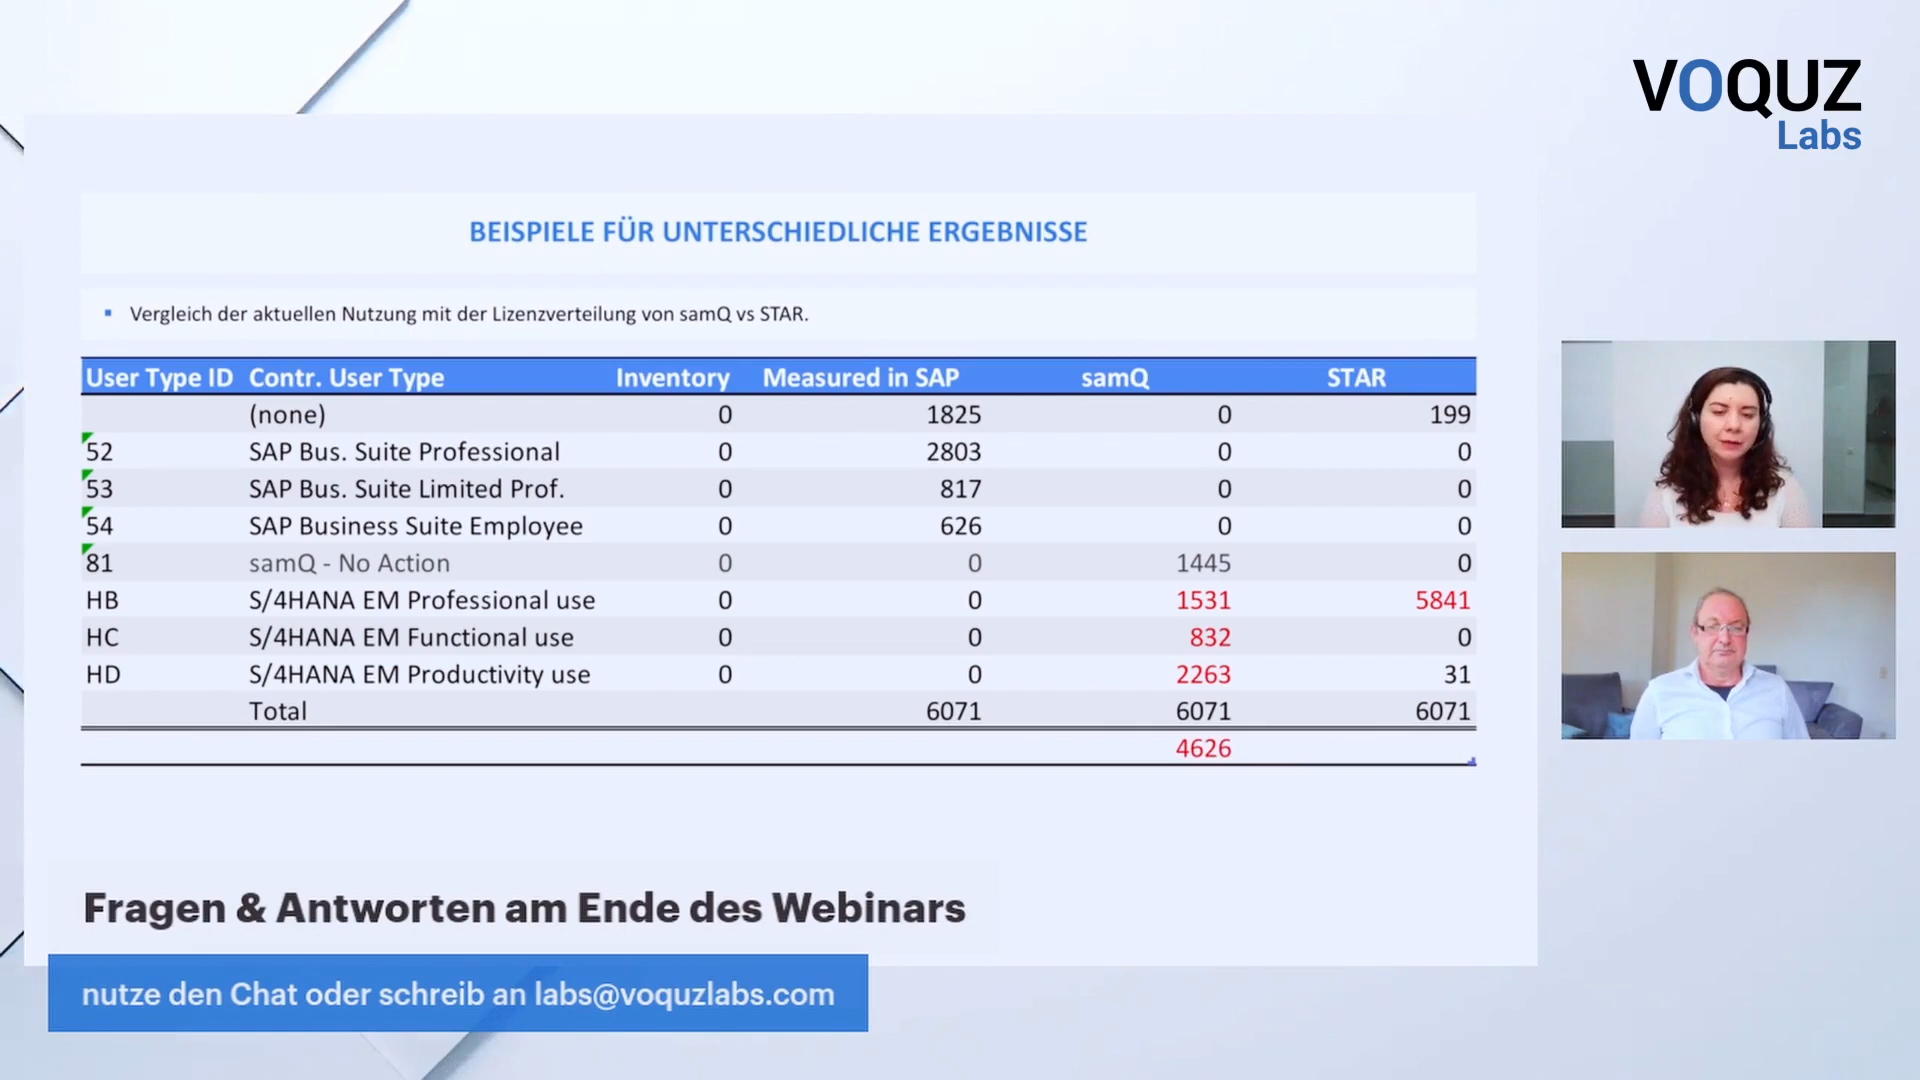 VOQUZ
Labs
BEISPIELE FÜR UNTERSCHIEDLICHE ERGEBNISSE
▪ Vergleich der aktuellen Nutzung mit der Lizenzverteilung von samQ vs STAR.
User Type ID Contr. User Type Inventory Measured in SAP samQ STAR
(none) 0 1825 0 199
52 SAP Bus. Suite Professional 0 2803 0 0
53 SAP Bus. Suite Limited Prof. 0 817 0 0
54 SAP Business Suite Employee 0 626 0 0
81 samQ - No Action 0 0 1445 0
HB S/4HANA EM Professional use 0 0 1531 5841
HC S/4HANA EM Functional use 0 0 832 0
HD S/4HANA EM Productivity use 0 0 2263 31
Total 6071 6071 6071
4626
Fragen & Antworten am Ende des Webinars
nutze den Chat oder schreib an labs@voquzlabs.com